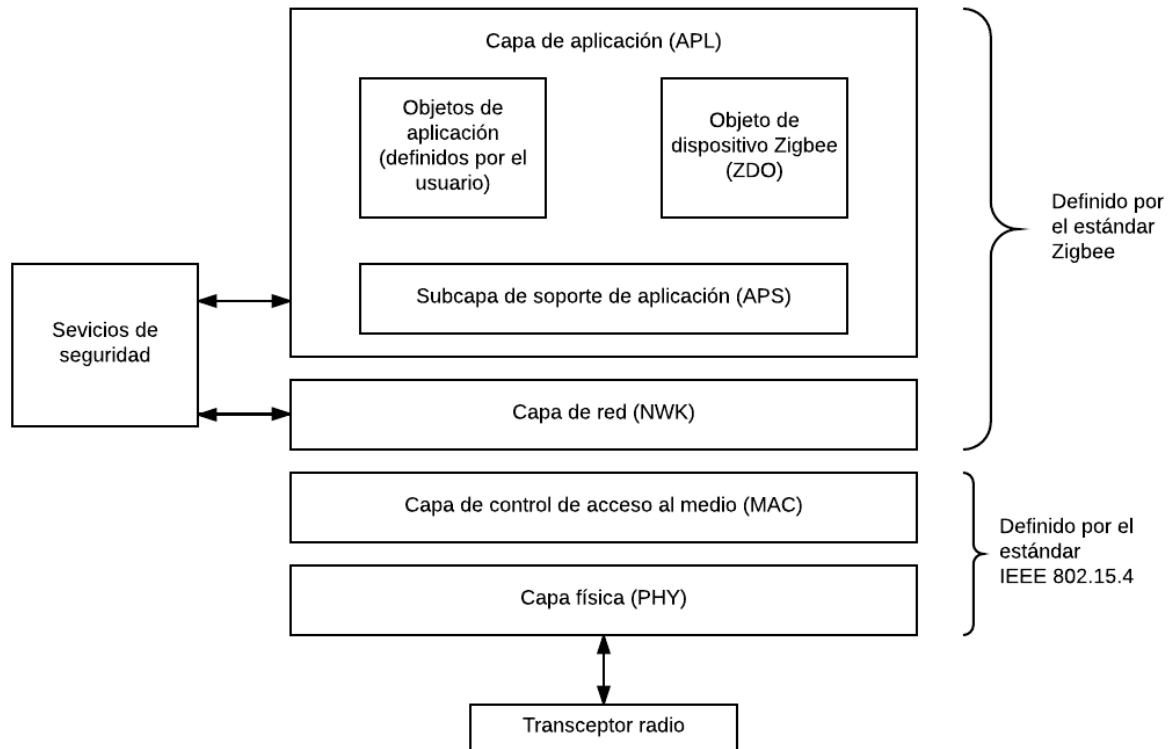 Capa de aplicación (APL)
Objetos de
aplicación
(definidos por el
usuario)
Objeto de
dispositivo Zigbee
(ZDO)
Subcapa de soporte de aplicación (APS)
Definido por
el estándar
Zigbee
Sevicios de
seguridad
Capa de red (NWK)
Capa de control de acceso al medio (MAC)
Definido por el
estándar
IEEE 802.15.4
Capa física (PHY)
Transceptor radio